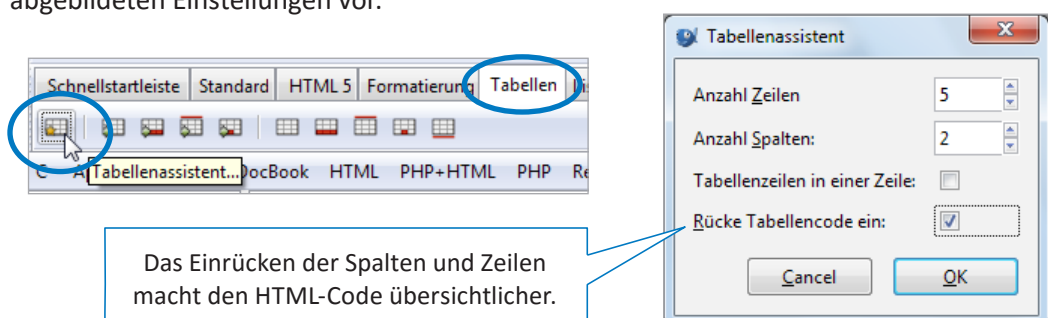 abgebildeten Einstellungen vor.
Schnellstartleiste Standard HTML 5 Formatierung Tabellen
Tabellenassistent... DocBook HTML PHP+HTML PHP
Das Einrücken der Spalten und Zeilen
macht den HTML-Code übersichtlicher.
Tabellenassistent
Anzahl Zeilen 5
Anzahl Spalten: 2
Tabellenzeilen in einer Zeile:
Rücke Tabellencode ein:
Cancel OK